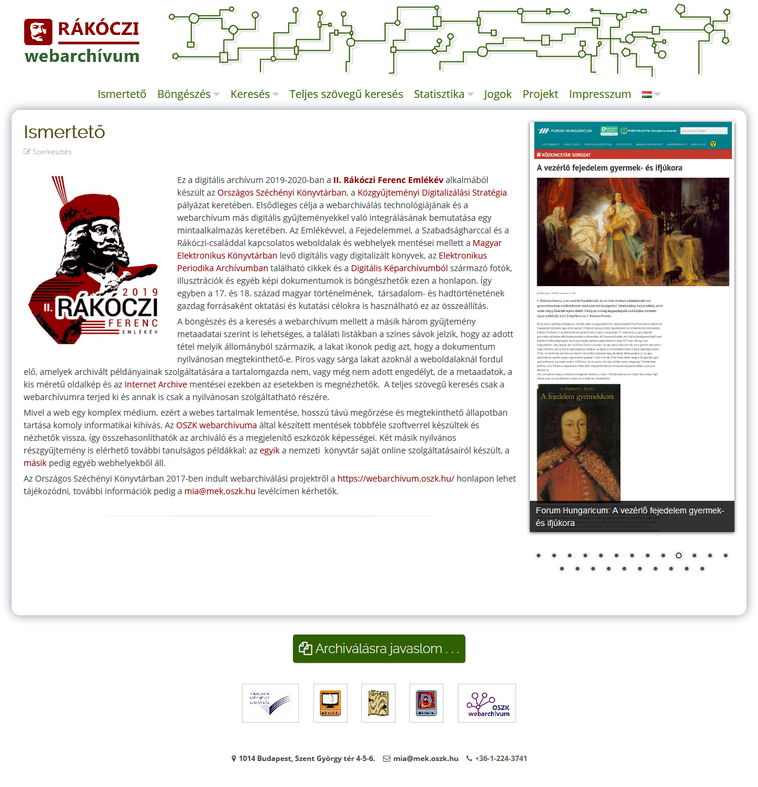 RÁKÓCZI
webarchívum
Ismertető Böngészés Keresés Teljes szövegű keresés Statisztika Jogok Projekt Impresszum
Ismertető
Szerkesztés
2019
II. RÁKÓCZI
FERENC
EMLÉKÉV
Ez a digitális archívum 2019-2020-ban a II. Rákóczi Ferenc Emlékév alkalmából
készült az Országos Széchényi Könyvtárban, a Közgyűjteményi Digitalizálási Stratégia
pályázat keretében. Elsődleges célja a webarchiválás technológiájának és a
webarchívum más digitális gyűjteményekkel való integrálásának bemutatása egy
mintaalkalmazás keretében. Az Emlékévvel, a Fejedelemmel, a Szabadságharccal és a
Rákóczi-családdal kapcsolatos weboldalak és webhelyek mentései mellett a Magyar
Elektronikus Könyvtárban levő digitális vagy digitalizált könyvek, az Elektronikus
Periodika Archívumban található cikkek és a Digitális Képarchívumból származó fotók,
illusztrációk és egyéb képi dokumentumok is böngészhetők ezen a honlapon. Így
egyben a 17. és 18. század magyar történelmének, társadalom- és hadtörténetének
gazdag forrásaként oktatási és kutatási célokra is használható ez az összeállítás.
A böngészés és a keresés a webarchívum mellett a másik három gyűjtemény
metaadatai szerint is lehetséges, a találati listákban a színes sávok jelzik, hogy az adott
tétel melyik állományból származik, a lakat ikonok pedig azt, hogy a dokumentum
nyilvánosan megtekinthető-e. Piros vagy sárga lakat azoknál a weboldalaknál fordul
elő, amelyek archivált példányainak szolgáltatására a tartalomgazda nem, vagy még nem adott engedélyt, de a metaadatok, a
kis méretű oldalkép és az Internet Archive mentései ezekben az esetekben is megnézhetők. A teljes szövegű keresés csak a
webarchívumra terjed ki és annak is csak a nyilvánosan szolgáltatható részére.
Mivel a web egy komplex médium, ezért a webes tartalmak lementése, hosszú távú megőrzése és megtekinthető állapotban
tartása komoly informatikai kihívás. Az OSZK webarchívuma által készített mentések többféle szoftverrel készültek és
nézhetők vissza, így összehasonlíthatók az archiváló és a megjelenítő eszközök képességei. Két másik nyilvános
részgyűjtemény is elérhető további tanulságos példákkal: az egyik a nemzeti könyvtár saját online szolgáltatásairól készült, a
másik pedig egyéb webhelyekből áll.
Az Országos Széchényi Könyvtárban 2017-ben indult webarchiválási projektről a https://webarchivum.oszk.hu/ honlapon lehet
tájékozódni, további információk pedig a mia@mek.oszk.hu levélcímen kérhetők.
FORUM HUNGARICUM
KÖZKINCSTÁR SOROZAT
A vezérlő fejedelem gyermek- és ifjúkora
A fejedelem gyermekkora
Forum Hungaricum: A vezérlő fejedelem gyermek-
és ifjúkora
Archiválásra javaslom . . .
OSZK
webarchívum
1014 Budapest, Szent György tér 4-5-6. mia@mek.oszk.hu +36-1-224-3741